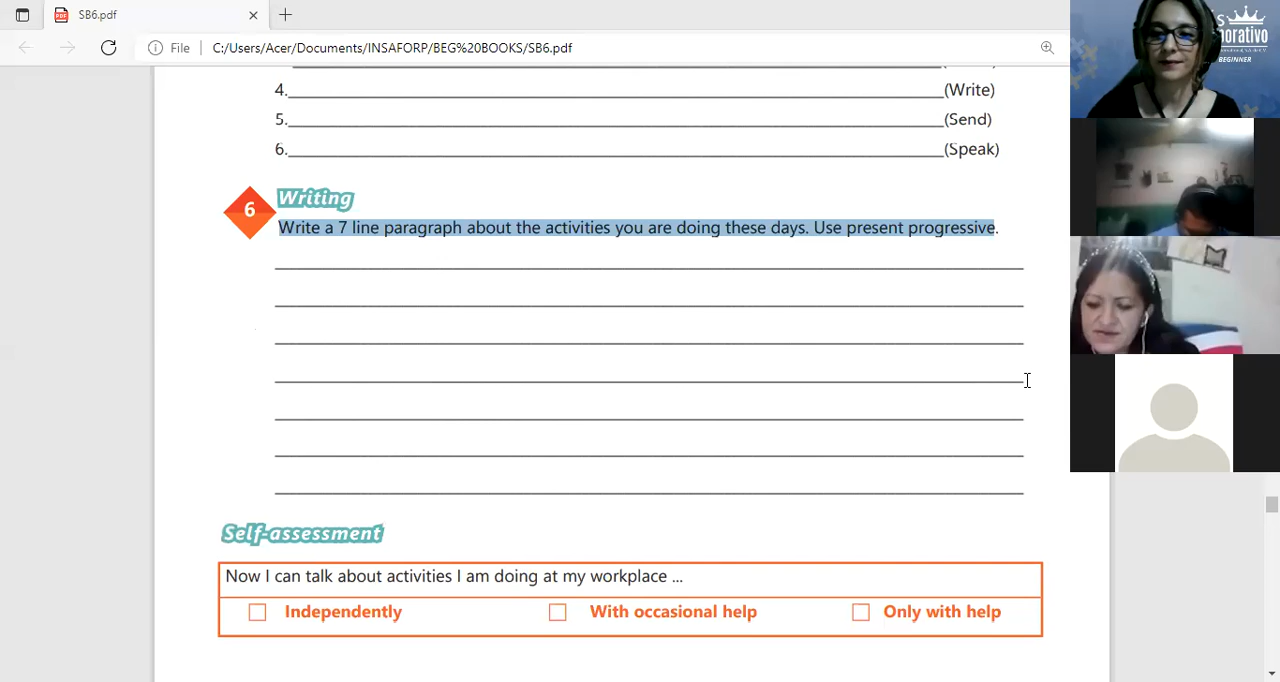 SB6.pdf
File
C:/Users/Acer/Documents/INSAFORP/BEG%20BOOKS/SB6.pdf
4. (Write)
5. (Send)
6. (Speak)
6 Writing
Write a 7 line paragraph about the activities you are doing these days. Use present progressive.
Self-assessment
Now I can talk about activities I am doing at my workplace ...
Independently With occasional help Only with help
BEGINNER